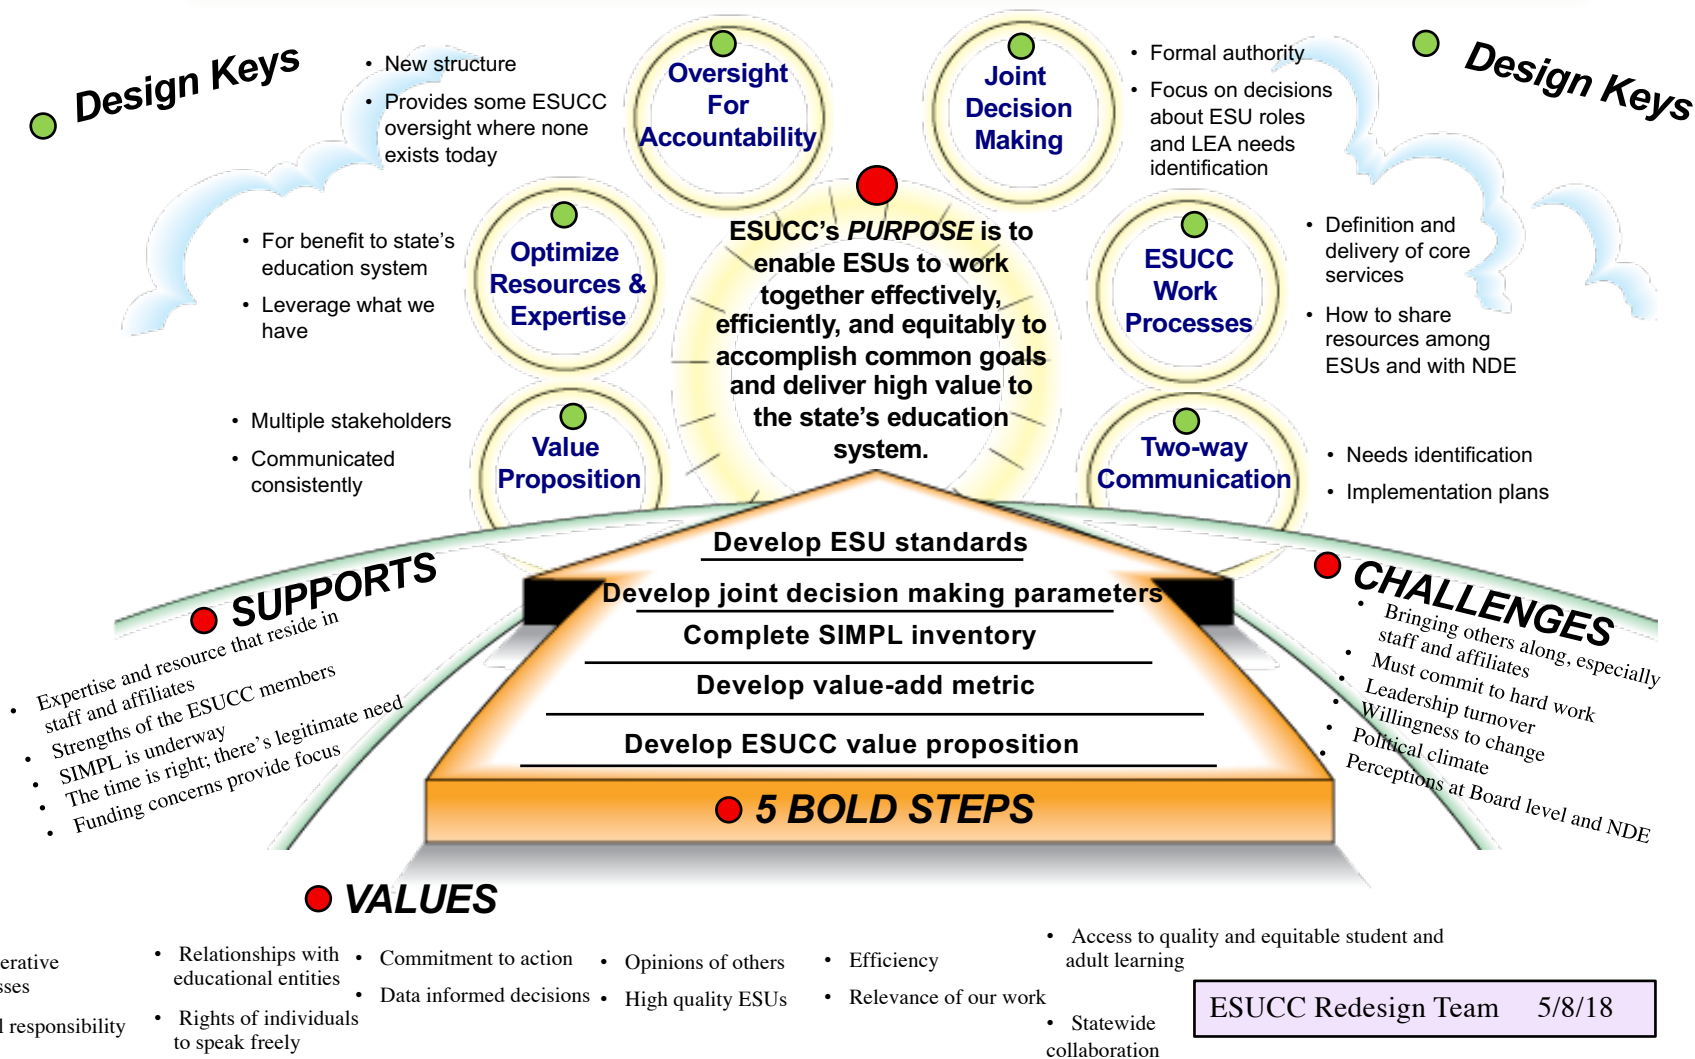 Design Keys
• New structure
• Provides some ESUCC
oversight where none
exists today
Oversight
For
Accountability
Joint
Decision
Making
• Formal authority
• Focus on decisions
about ESU roles
and LEA needs
identification
Design Keys
• For benefit to state's
education system
• Leverage what we
have
Optimize
Resources &
Expertise
ESUCC's PURPOSE is to
enable ESUs to work
together effectively,
efficiently, and equitably to
accomplish common goals
and deliver high value to
the state's education
system.
ESUCC
Work
Processes
• Definition and
delivery of core
services
• How to share
resources among
ESUs and with NDE
• Multiple stakeholders
• Communicated
consistently
Value
Proposition
Two-way
Communication
• Needs identification
• Implementation plans
SUPPORTS
• Expertise and resource that reside in
staff and affiliates
• Strengths of the ESUCC members
• SIMPL is underway
• The time is right; there's legitimate need
• Funding concerns provide focus
Develop ESU standards
Develop joint decision making parameters
Complete SIMPL inventory
Develop value-add metric
Develop ESUCC value proposition
5 BOLD STEPS
CHALLENGES
• Bringing others along, especially
staff and affiliates
• Must commit to hard work
• Leadership turnover
• Willingness to change
• Political climate
• Perceptions at Board level and NDE
VALUES
erative
sses
l responsibility
• Relationships with
educational entities
• Rights of individuals
to speak freely
• Commitment to action
• Data informed decisions
• Opinions of others
• High quality ESUs
• Efficiency
• Relevance of our work
• Access to quality and equitable student and
adult learning
• Statewide
collaboration
ESUCC Redesign Team 5/8/18